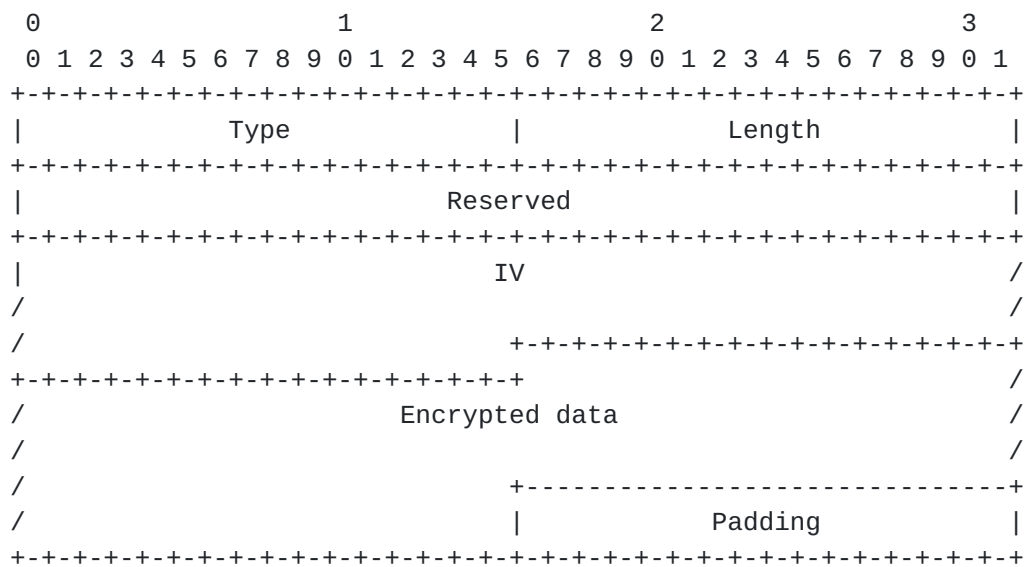 0                   1                   2                   3
 0 1 2 3 4 5 6 7 8 9 0 1 2 3 4 5 6 7 8 9 0 1 2 3 4 5 6 7 8 9 0 1
+-+-+-+-+-+-+-+-+-+-+-+-+-+-+-+-+-+-+-+-+-+-+-+-+-+-+-+-+-+-+-+-+
|             Type              |             Length            |
+-+-+-+-+-+-+-+-+-+-+-+-+-+-+-+-+-+-+-+-+-+-+-+-+-+-+-+-+-+-+-+-+
|                           Reserved                            |
+-+-+-+-+-+-+-+-+-+-+-+-+-+-+-+-+-+-+-+-+-+-+-+-+-+-+-+-+-+-+-+-+
|                              IV                               /
/                                                               /
/                               +-+-+-+-+-+-+-+-+-+-+-+-+-+-+-+-+
+-+-+-+-+-+-+-+-+-+-+-+-+-+-+-+-+                               /
/                        Encrypted data                         /
/                                                               /
/                               +-------------------------------+
/                               |            Padding            |
+-+-+-+-+-+-+-+-+-+-+-+-+-+-+-+-+-+-+-+-+-+-+-+-+-+-+-+-+-+-+-+-+